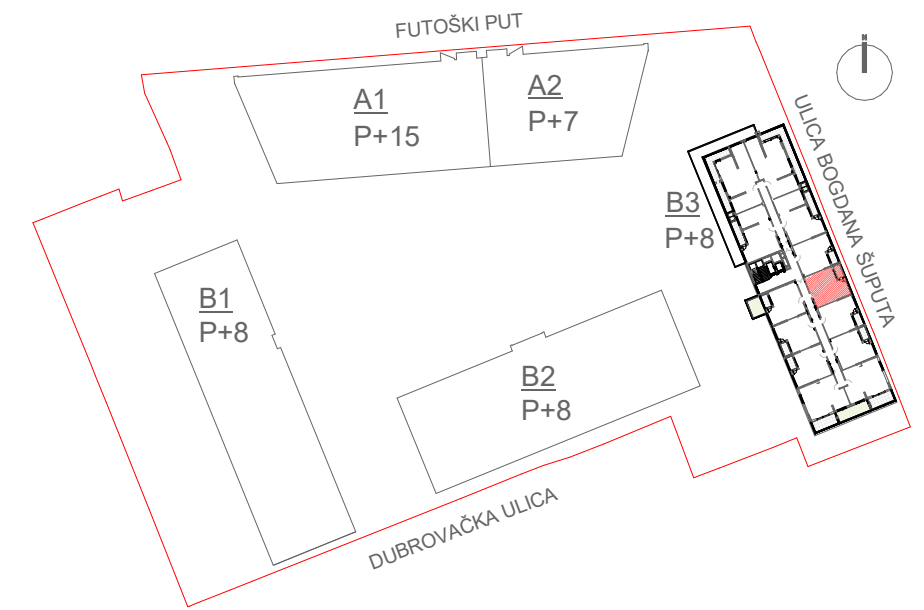 FUTOŠKI PUT
N
A1
P+15
A2
P+7
ULICA BOGDANA ŠUPUTA
B3
P+8
B1
P+8
B2
P+8
DUBROVAČKA ULICA